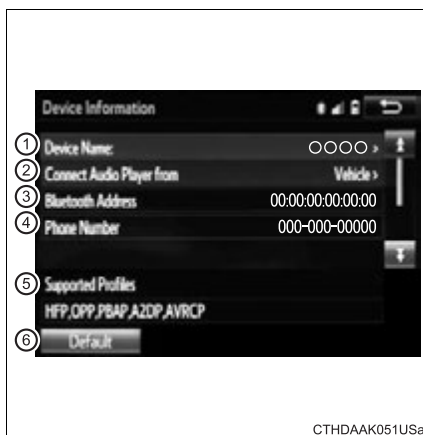 Device Information
① Device Name: ○○○○ ›
② Connect Audio Player from Vehicle ›
③ Bluetooth Address 00:00:00:00:00:00
④ Phone Number 000-000-00000
⑤ Supported Profiles
HFP,OPP,PBAP,A2DP,AVRCP
⑥ Default
CTHDAAK051USa